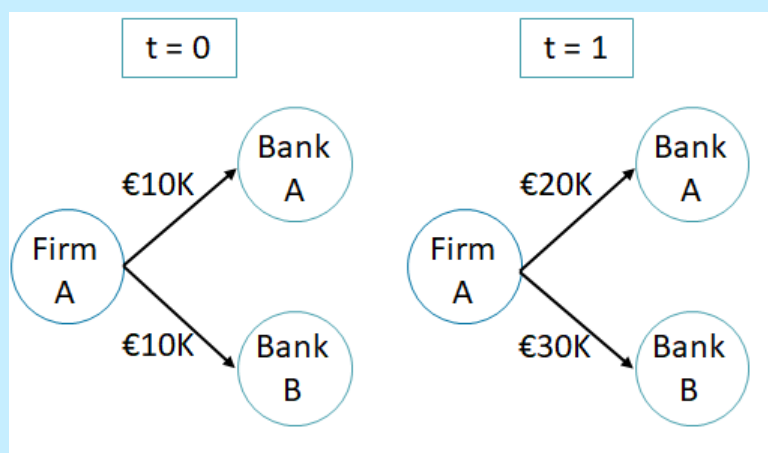 t = 0
Bank
A
€10K
Firm
A
€10K
Bank
B
t = 1
Bank
A
€20K
Firm
A
€30K
Bank
B